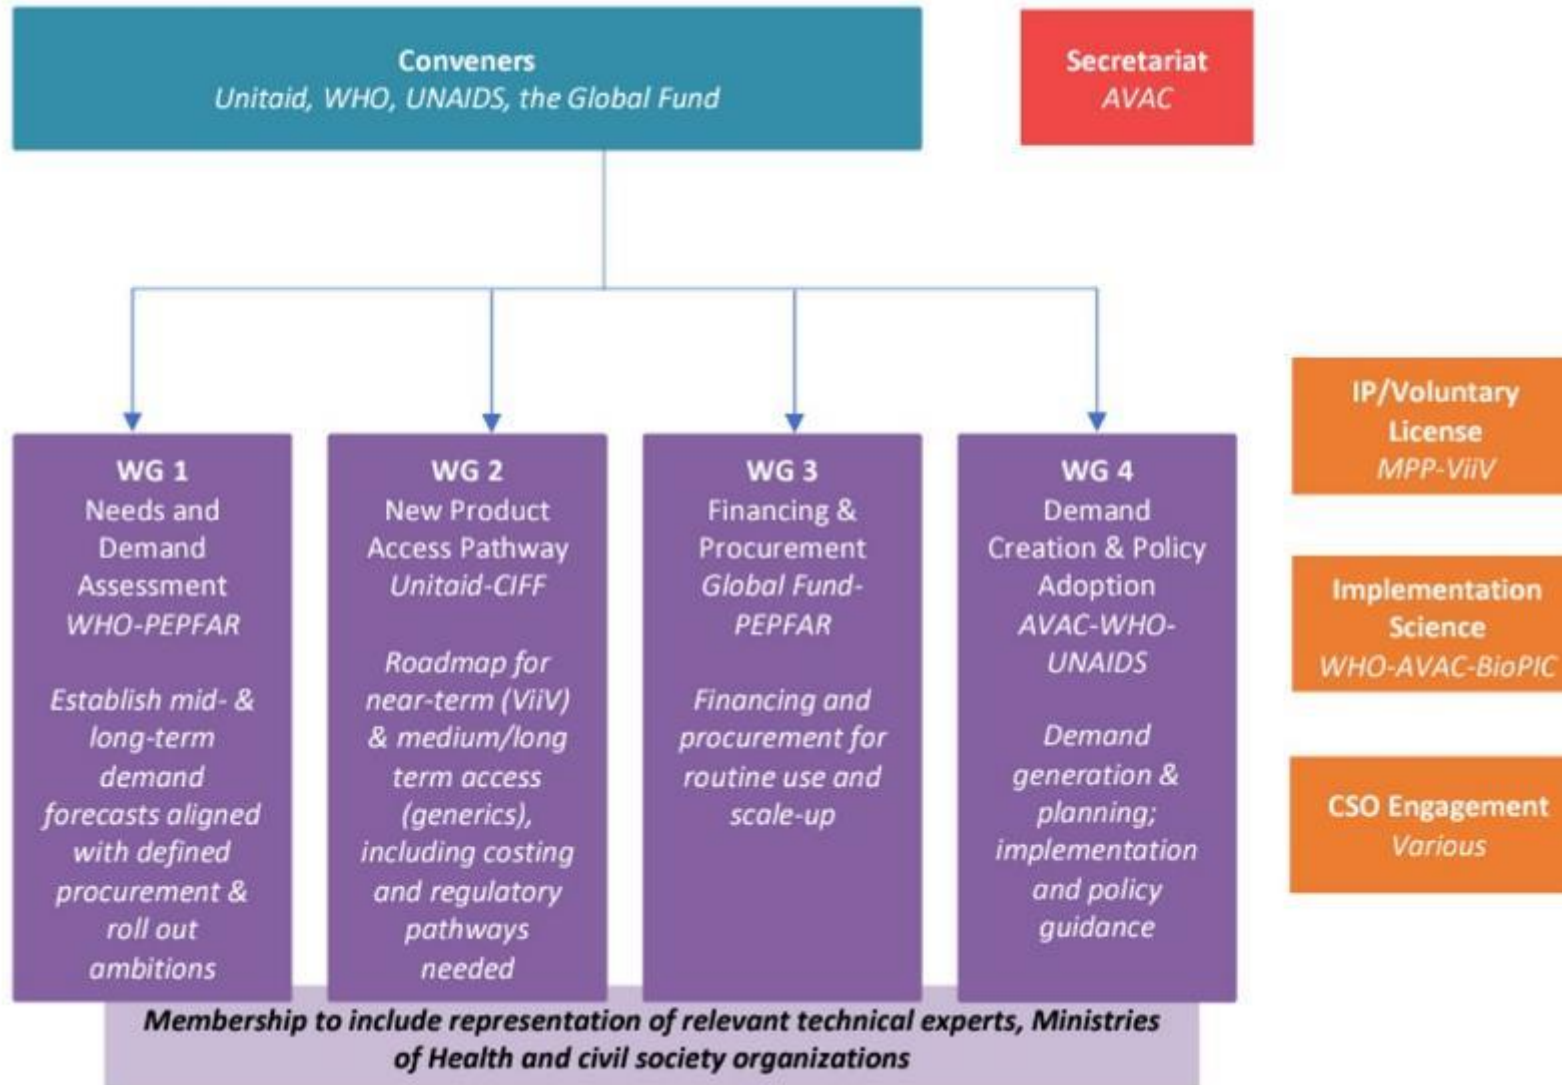 Conveners
Unitaid, WHO, UNAIDS, the Global Fund
Secretariat
AVAC
WG 1
Needs and
Demand
Assessment
WHO-PEPFAR
Establish mid- &
long-term
demand
forecasts aligned
with defined
procurement &
roll out
ambitions
WG 2
New Product
Access Pathway
Unitaid-CIFF
Roadmap for
near-term (ViiV)
& medium/long
term access
(generics),
including costing
and regulatory
pathways
needed
WG 3
Financing &
Procurement
Global Fund-
PEPFAR
Financing and
procurement for
routine use and
scale-up
WG 4
Demand
Creation & Policy
Adoption
AVAC-WHO-
UNAIDS
Demand
generation &
planning;
implementation
and policy
guidance
IP/Voluntary
License
MPP-ViiV
Implementation
Science
WHO-AVAC-BioPIC
CSO Engagement
Various
Membership to include representation of relevant technical experts, Ministries
of Health and civil society organizations